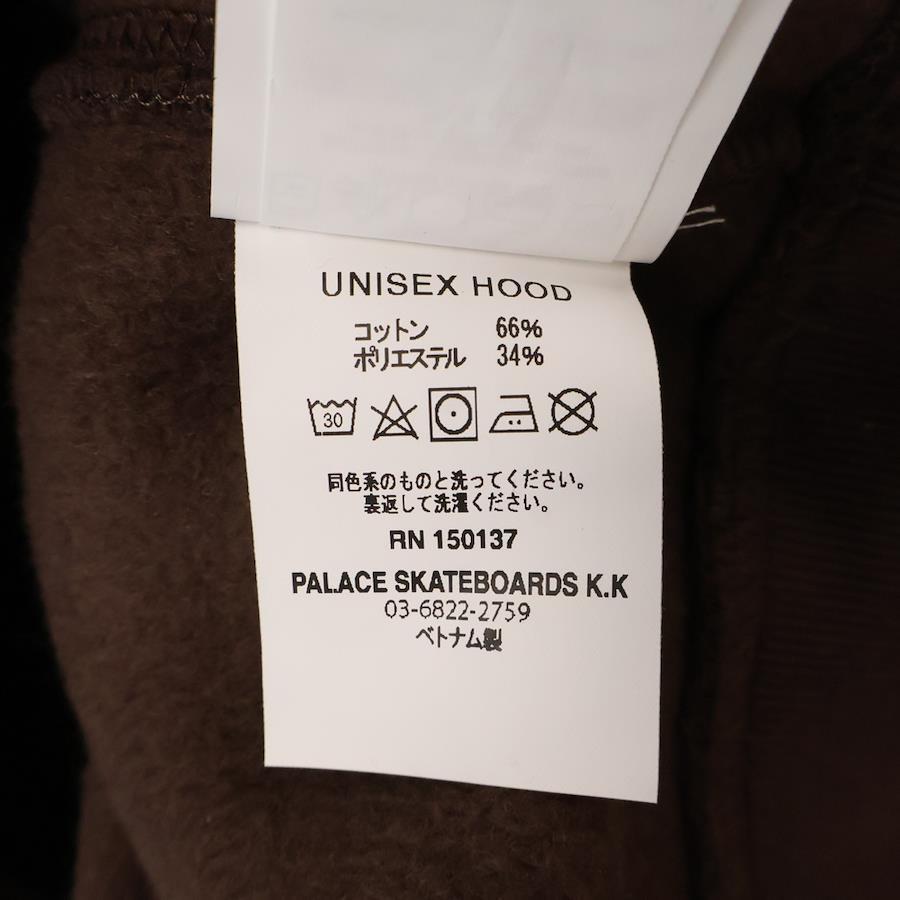 UNISEX HOOD
コットン 66%
ポリエステル 34%
30
同色系のものと洗ってください。
裏返して洗濯ください。
RN 150137
PALACE SKATEBOARDS K.K
03-6822-2759
ベトナム製